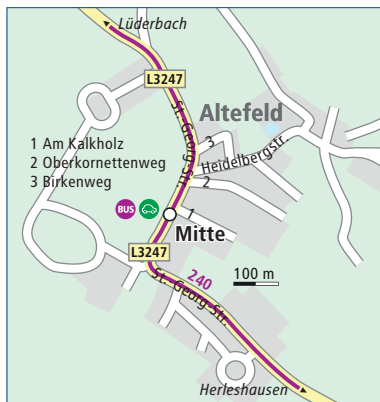 Lüderbach
L3247
St. Georg-Str.
Altefeld
1 Am Kalkholz
2 Oberkornettenweg
3 Birkenweg
3
Heidelbergstr.
2
BUS
1
Mitte
L3247
240
100 m
St. Georg-Str.
Herleshausen